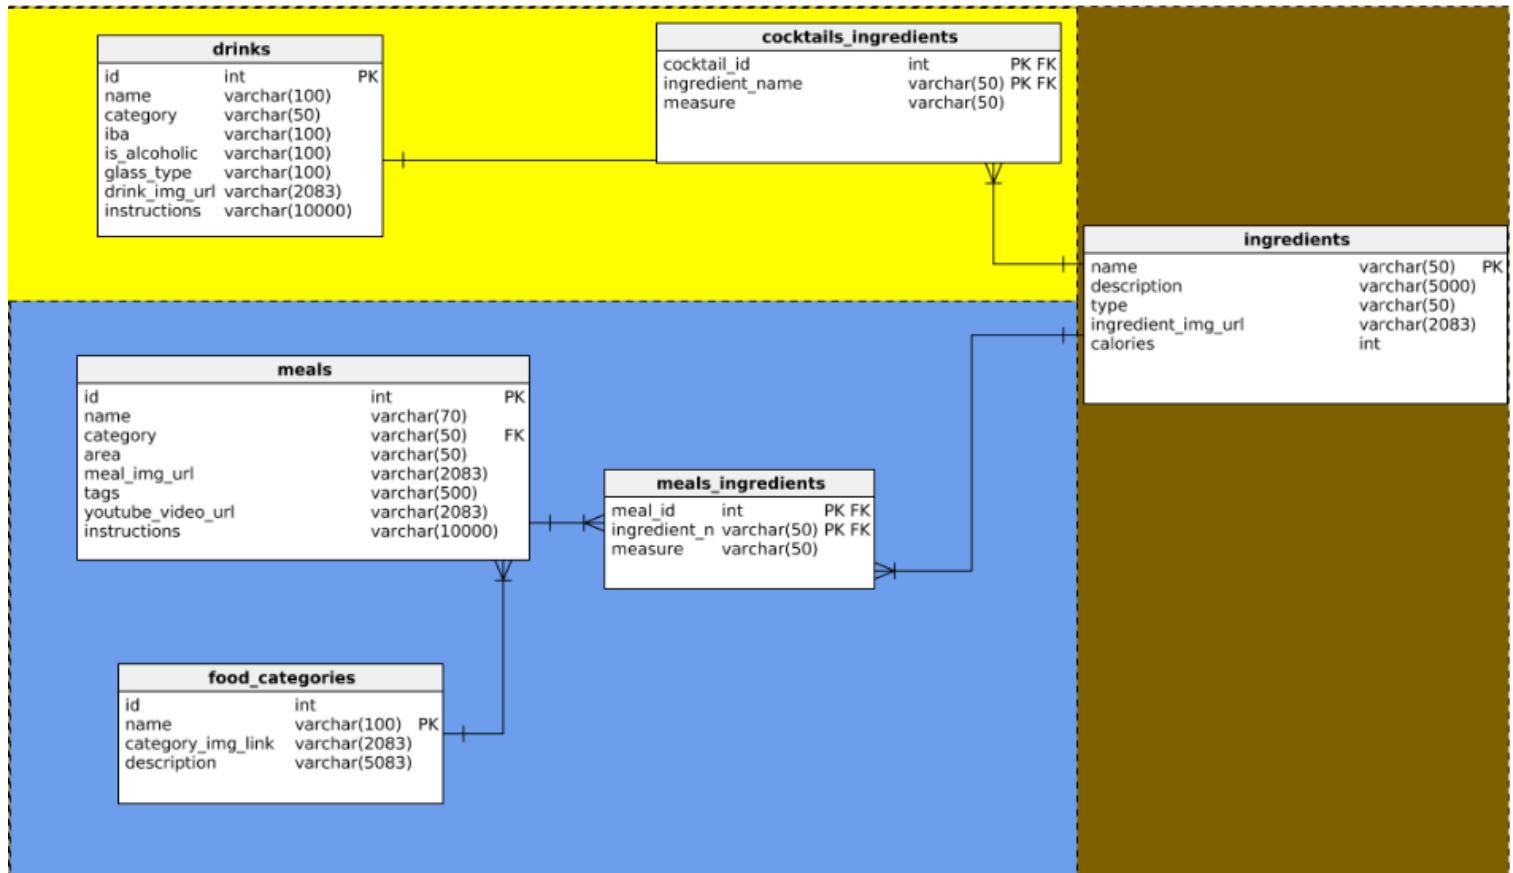 drinks
id int PK
name varchar(100)
category varchar(50)
iba varchar(100)
is_alcoholic varchar(100)
glass_type varchar(100)
drink_img_url varchar(2083)
instructions varchar(10000)
cocktails_ingredients
cocktail_id int PK FK
ingredient_name varchar(50) PK FK
measure varchar(50)
ingredients
name varchar(50) PK
description varchar(5000)
type varchar(50)
ingredient_img_url varchar(2083)
calories int
meals
id int PK
name varchar(70)
category varchar(50) FK
area varchar(50)
meal_img_url varchar(2083)
tags varchar(500)
youtube_video_url varchar(2083)
instructions varchar(10000)
meals_ingredients
meal_id int PK FK
ingredient_n varchar(50) PK FK
measure varchar(50)
food_categories
id int
name varchar(100) PK
category_img_link varchar(2083)
description varchar(5083)